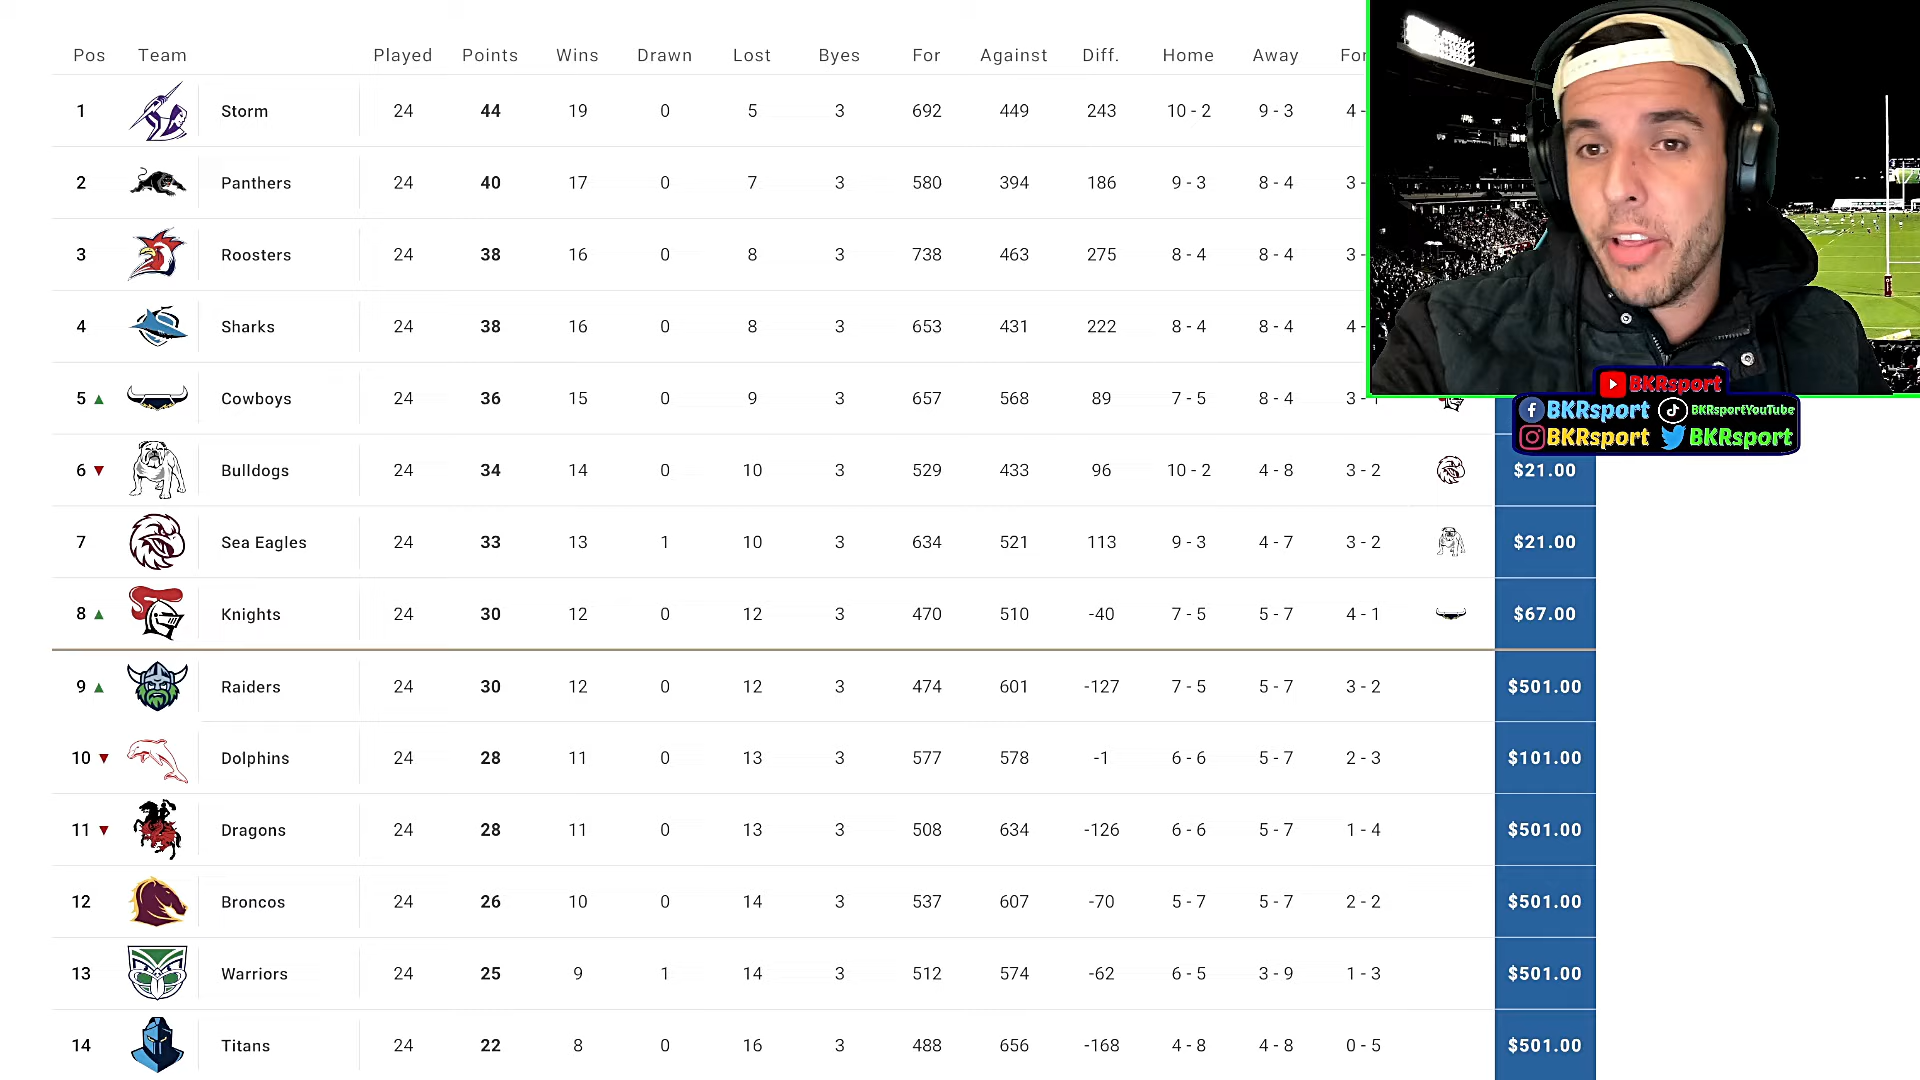 Pos Team Played Points Wins Drawn Lost Byes For Against Diff. Home Away For
1 Storm 24 44 19 0 5 3 692 449 243 10 - 2 9 - 3 4 -
2 Panthers 24 40 17 0 7 3 580 394 186 9 - 3 8 - 4 3 -
3 Roosters 24 38 16 0 8 3 738 463 275 8 - 4 8 - 4 3 -
4 Sharks 24 38 16 0 8 3 653 431 222 8 - 4 8 - 4 4 -
BKRsport
5 Cowboys 24 36 15 0 9 3 657 568 89 7 - 5 8 - 4 3 - 1
BKRsport BKRsportYouTube
BKRsport BKRsport
6 Bulldogs 24 34 14 0 10 3 529 433 96 10 - 2 4 - 8 3 - 2 $21.00
7 Sea Eagles 24 33 13 1 10 3 634 521 113 9 - 3 4 - 7 3 - 2 $21.00
8 Knights 24 30 12 0 12 3 470 510 -40 7 - 5 5 - 7 4 - 1 $67.00
9 Raiders 24 30 12 0 12 3 474 601 -127 7 - 5 5 - 7 3 - 2 $501.00
10 Dolphins 24 28 11 0 13 3 577 578 -1 6 - 6 5 - 7 2 - 3 $101.00
11 Dragons 24 28 11 0 13 3 508 634 -126 6 - 6 5 - 7 1 - 4 $501.00
12 Broncos 24 26 10 0 14 3 537 607 -70 5 - 7 5 - 7 2 - 2 $501.00
13 Warriors 24 25 9 1 14 3 512 574 -62 6 - 5 3 - 9 1 - 3 $501.00
14 Titans 24 22 8 0 16 3 488 656 -168 4 - 8 4 - 8 0 - 5 $501.00